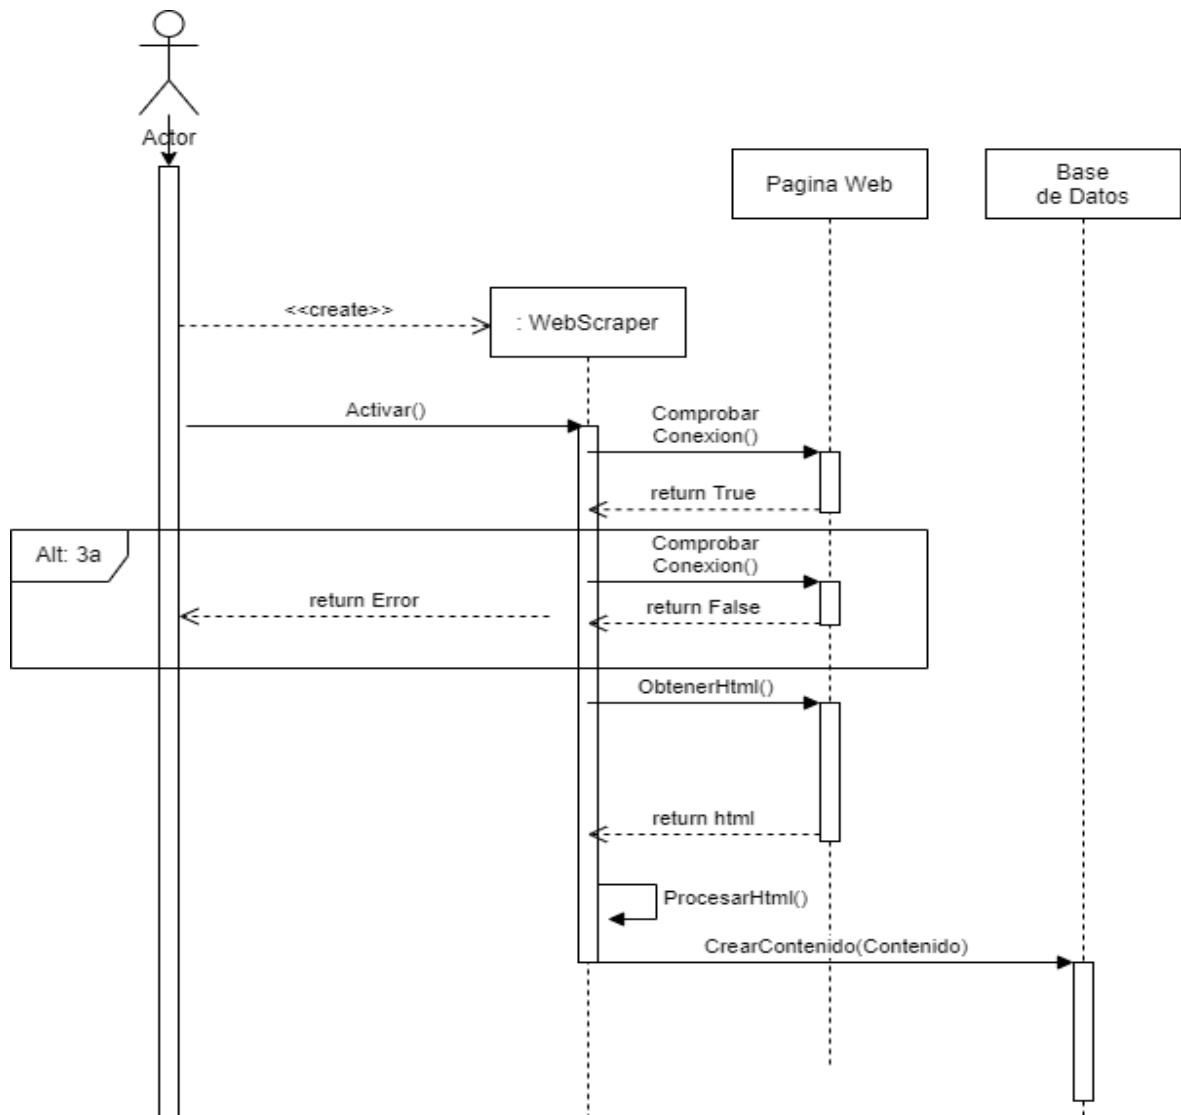 Actor
Pagina Web
Base
de Datos
<<create>>
: WebScraper
Activar()
Comprobar
Conexion()
return True
Alt: 3a
Comprobar
Conexion()
return Error
return False
ObtenerHtml()
return html
ProcesarHtml()
CrearContenido(Contenido)